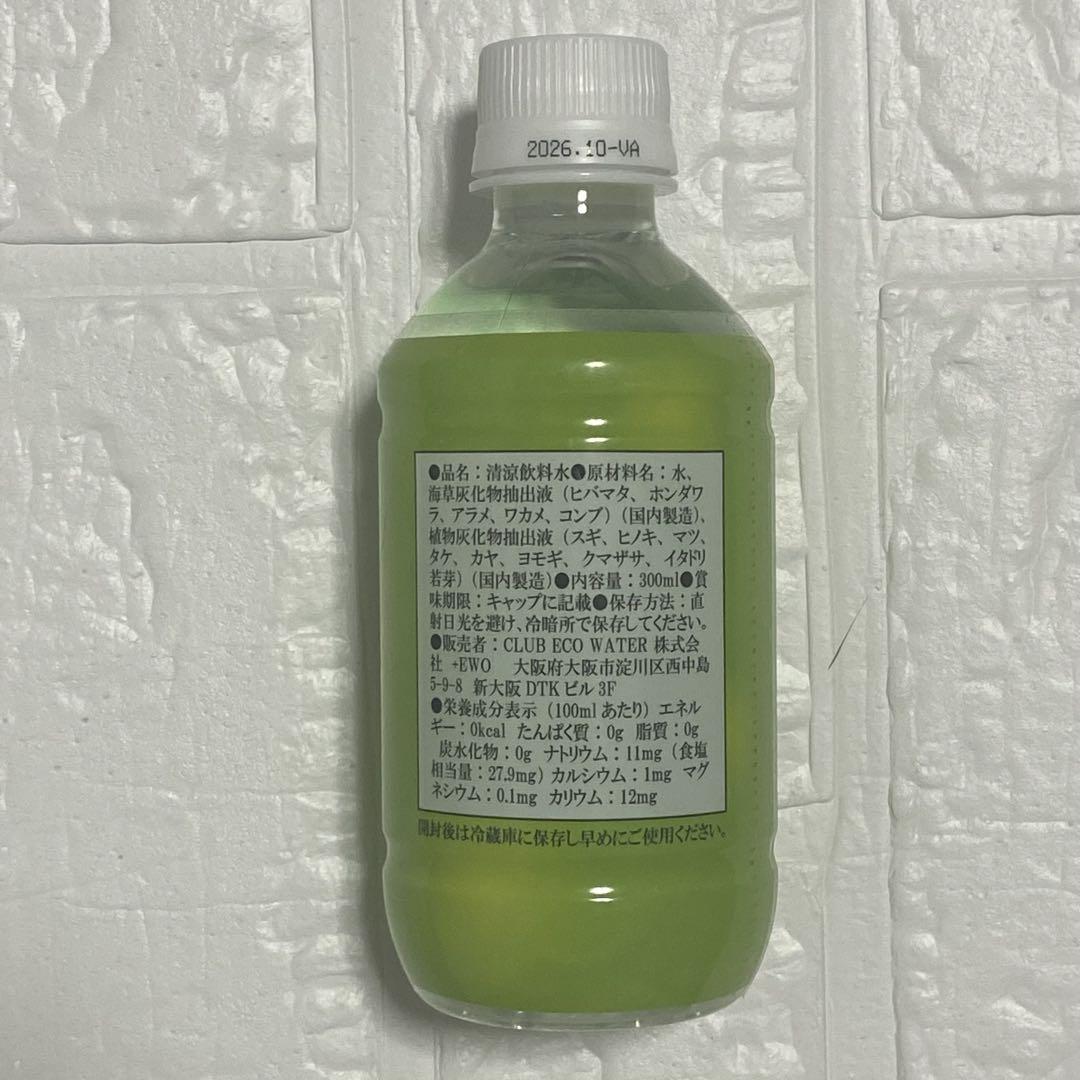 2026.10-VA
●品名：清涼飲料水●原材料名：水、
海草灰化物抽出液（ヒバマタ、ホンダワ
ラ、アラメ、ワカメ、コンブ）（国内製造）、
植物灰化物抽出液（スギ、ヒノキ、マツ、
タケ、カヤ、ヨモギ、クマザサ、イタドリ
若芽）（国内製造）●内容量：300ml●賞
味期限：キャップに記載●保存方法：直
射日光を避け、冷暗所で保存してください。
●販売者：CLUB ECO WATER 株式会
社 +EWO 大阪府大阪市淀川区西中島
5-9-8 新大阪 DTK ビル 3F
●栄養成分表示（100ml あたり）エネル
ギー：0kcal たんぱく質：0g 脂質：0g
炭水化物：0g ナトリウム：11mg（食塩
相当量：27.9mg）カルシウム：1mg マグ
ネシウム：0.1mg カリウム：12mg
開封後は冷蔵庫に保存し早めにご使用ください。